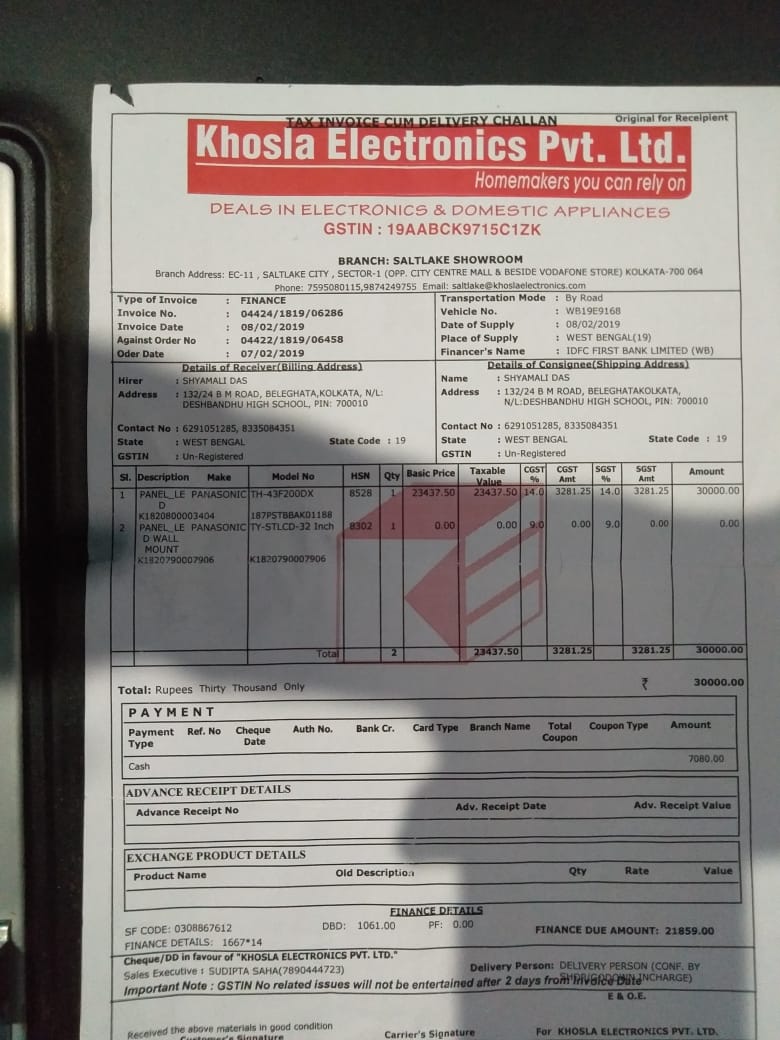 TAX INVOICE CUM DELIVERY CHALLAN Original for Receipient
Khosla Electronics Pvt. Ltd.
Homemakers you can rely on
DEALS IN ELECTRONICS & DOMESTIC APPLIANCES
GSTIN : 19AABCK9715C1ZK
BRANCH: SALTLAKE SHOWROOM
Branch Address: EC-11 , SALTLAKE CITY , SECTOR-1 (OPP. CITY CENTRE MALL & BESIDE VODAFONE STORE) KOLKATA-700 064
Phone: 7595080115,9874249755 Email: saltlake@khoslaelectronics.com
Type of Invoice : FINANCE
Invoice No. : 04424/1819/06286
Invoice Date : 08/02/2019
Against Order No : 04422/1819/06458
Oder Date : 07/02/2019
Transportation Mode : By Road
Vehicle No. : WB19E9168
Date of Supply : 08/02/2019
Place of Supply : WEST BENGAL(19)
Financer's Name : IDFC FIRST BANK LIMITED (WB)
Details of Receiver(Billing Address)
Hirer : SHYAMALI DAS
Address : 132/24 B M ROAD, BELEGHATA,KOLKATA, N/L:
DESHBANDHU HIGH SCHOOL, PIN: 700010
Contact No : 6291051285, 8335084351
State : WEST BENGAL State Code : 19
GSTIN : Un-Registered
Details of Consignee(Shipping Address)
Name : SHYAMALI DAS
Address : 132/24 B M ROAD, BELEGHATAKOLKATA,
N/L:DESHBANDHU HIGH SCHOOL, PIN: 700010
Contact No : 6291051285, 8335084351
State : WEST BENGAL State Code : 19
GSTIN : Un-Registered
Sl. Description Make Model No HSN Qty Basic Price Taxable Value CGST % CGST Amt SGST % SGST Amt Amount
1 PANEL_LE PANASONIC TH-43F200DX 8528 1 23437.50 23437.50 14.0 3281.25 14.0 3281.25 30000.00
D
K1820800003404 187PSTBBAK01188
2 PANEL_LE PANASONIC TY-STLCD-32 Inch 8302 1 0.00 0.00 9.0 0.00 9.0 0.00 0.00
D WALL
MOUNT
K1820790007906 K1820790007906
Total 2 23437.50 3281.25 3281.25 30000.00
Total: Rupees Thirty Thousand Only ₹ 30000.00
PAYMENT
Payment Type Ref. No Cheque Date Auth No. Bank Cr. Card Type Branch Name Total Coupon Coupon Type Amount
Cash 7080.00
ADVANCE RECEIPT DETAILS
Advance Receipt No Adv. Receipt Date Adv. Receipt Value
EXCHANGE PRODUCT DETAILS
Product Name Old Description Qty Rate Value
FINANCE DETAILS
SF CODE: 0308867612 DBD: 1061.00 PF: 0.00 FINANCE DUE AMOUNT: 21859.00
FINANCE DETAILS: 1667*14
Cheque/DD in favour of "KHOSLA ELECTRONICS PVT. LTD."
Sales Executive : SUDIPTA SAHA(7890444723) Delivery Person: DELIVERY PERSON (CONF. BY
SHOP/GODOWN INCHARGE)
Important Note : GSTIN No related issues will not be entertained after 2 days from Invoice Date
E & O.E.
Received the above materials in good condition
Customer's Signature Carrier's Signature For KHOSLA ELECTRONICS PVT. LTD.